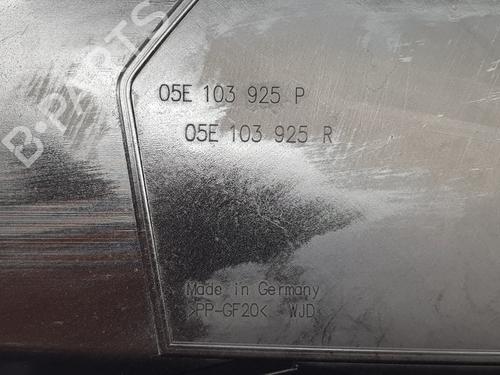 B-PARTS
05E 103 925 P
05E 103 925 R
Made in Germany
>PP-GF20< WJD